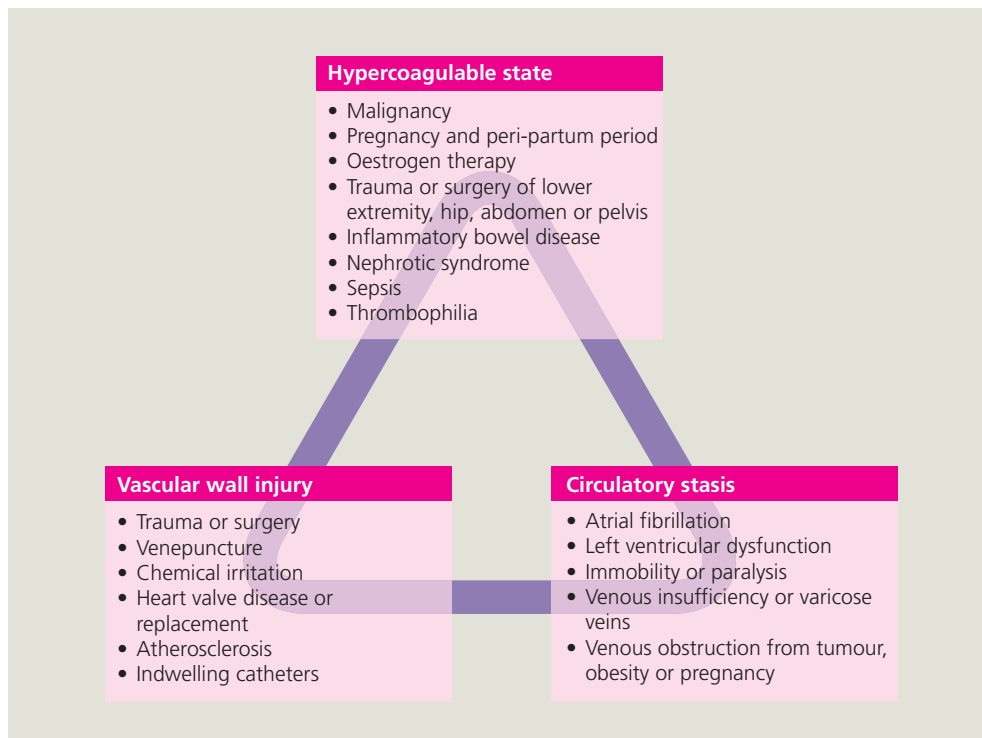 Hypercoagulable state
• Malignancy
• Pregnancy and peri-partum period
• Oestrogen therapy
• Trauma or surgery of lower
extremity, hip, abdomen or pelvis
• Inflammatory bowel disease
• Nephrotic syndrome
• Sepsis
• Thrombophilia
Vascular wall injury
• Trauma or surgery
• Venepuncture
• Chemical irritation
• Heart valve disease or
replacement
• Atherosclerosis
• Indwelling catheters
Circulatory stasis
• Atrial fibrillation
• Left ventricular dysfunction
• Immobility or paralysis
• Venous insufficiency or varicose
veins
• Venous obstruction from tumour,
obesity or pregnancy